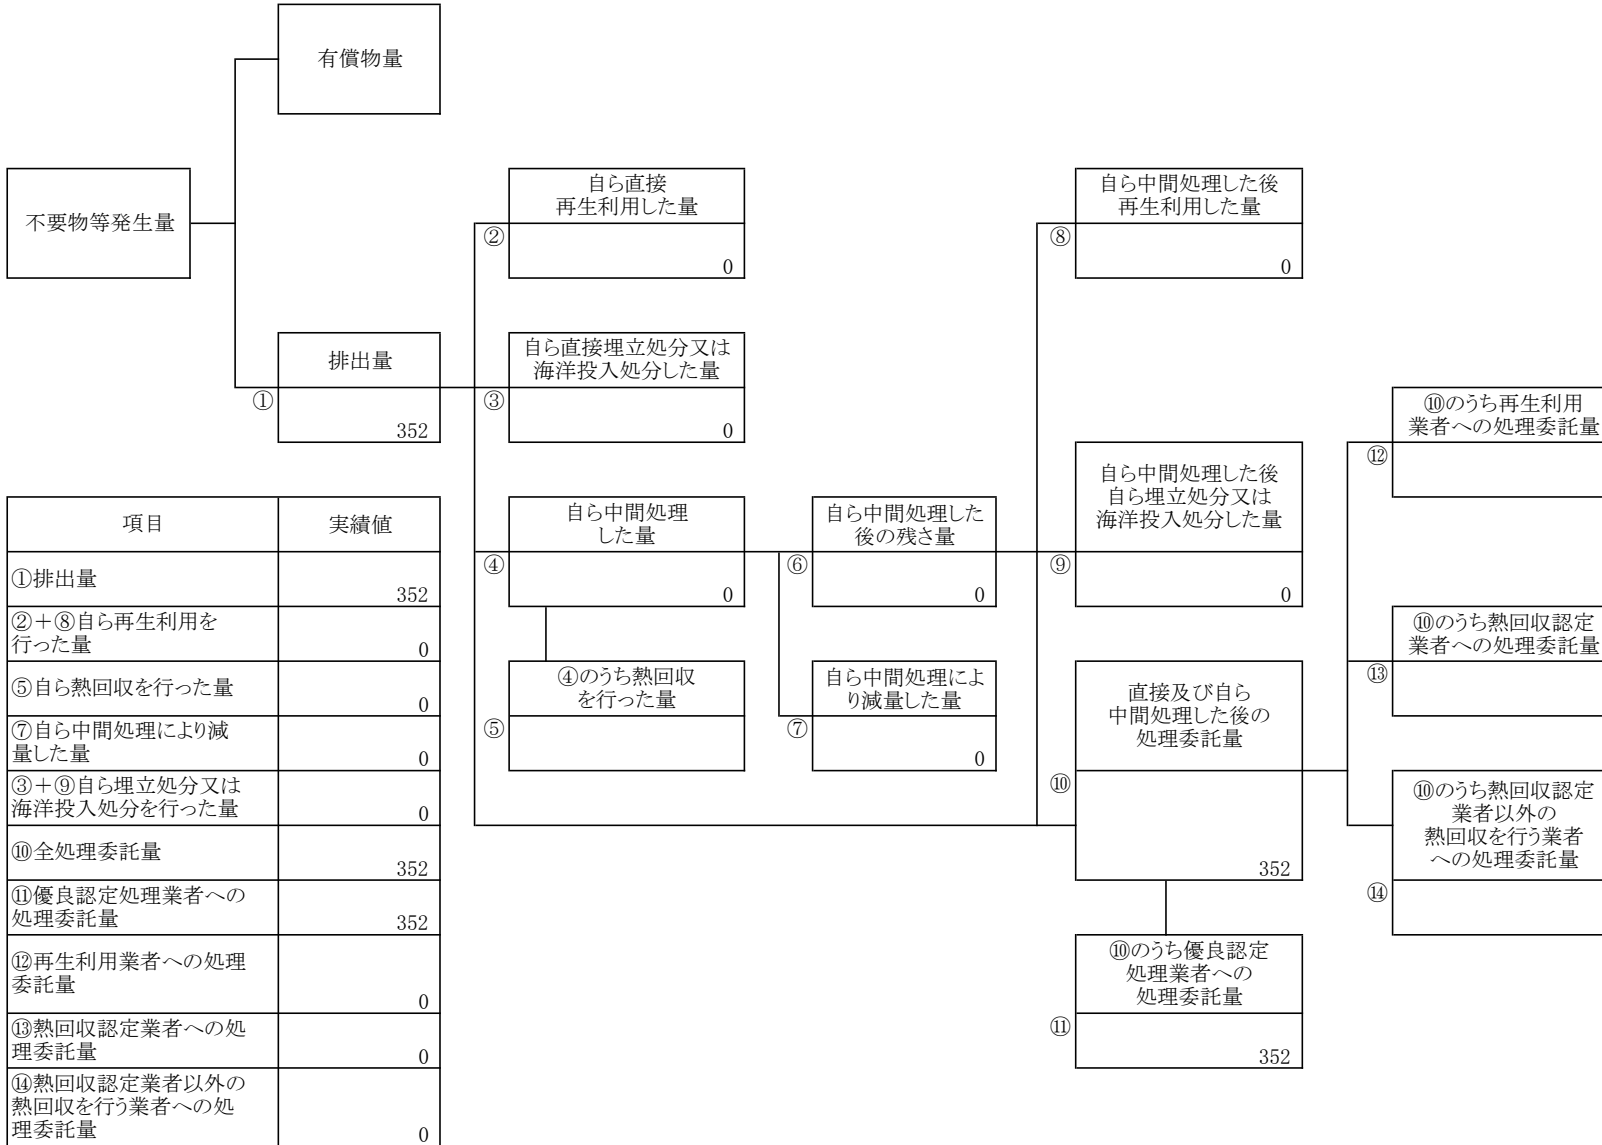 有償物量
不要物等発生量
自ら直接
再生利用した量
②
0
自ら中間処理した後
再生利用した量
⑧
0
排出量
①
352
自ら直接埋立処分又は
海洋投入処分した量
③
0
⑩のうち再生利用
業者への処理委託量
⑫
自ら中間処理
した量
④
0
自ら中間処理した
後の残さ量
⑥
0
自ら中間処理した後
自ら埋立処分又は
海洋投入処分した量
⑨
0
⑩のうち熱回収認定
業者への処理委託量
⑬
④のうち熱回収
を行った量
⑤
自ら中間処理によ
り減量した量
⑦
0
直接及び自ら
中間処理した後の
処理委託量
⑩
352
⑩のうち熱回収認定
業者以外の
熱回収を行う業者
への処理委託量
⑭
⑩のうち優良認定
処理業者への
処理委託量
⑪
352
項目 実績値
①排出量
352
②＋⑧自ら再生利用を
行った量
0
⑤自ら熱回収を行った量
0
⑦自ら中間処理により減
量した量
0
③＋⑨自ら埋立処分又は
海洋投入処分を行った量
0
⑩全処理委託量
352
⑪優良認定処理業者への
処理委託量
352
⑫再生利用業者への処理
委託量
0
⑬熱回収認定業者への処
理委託量
0
⑭熱回収認定業者以外の
熱回収を行う業者への処
理委託量
0